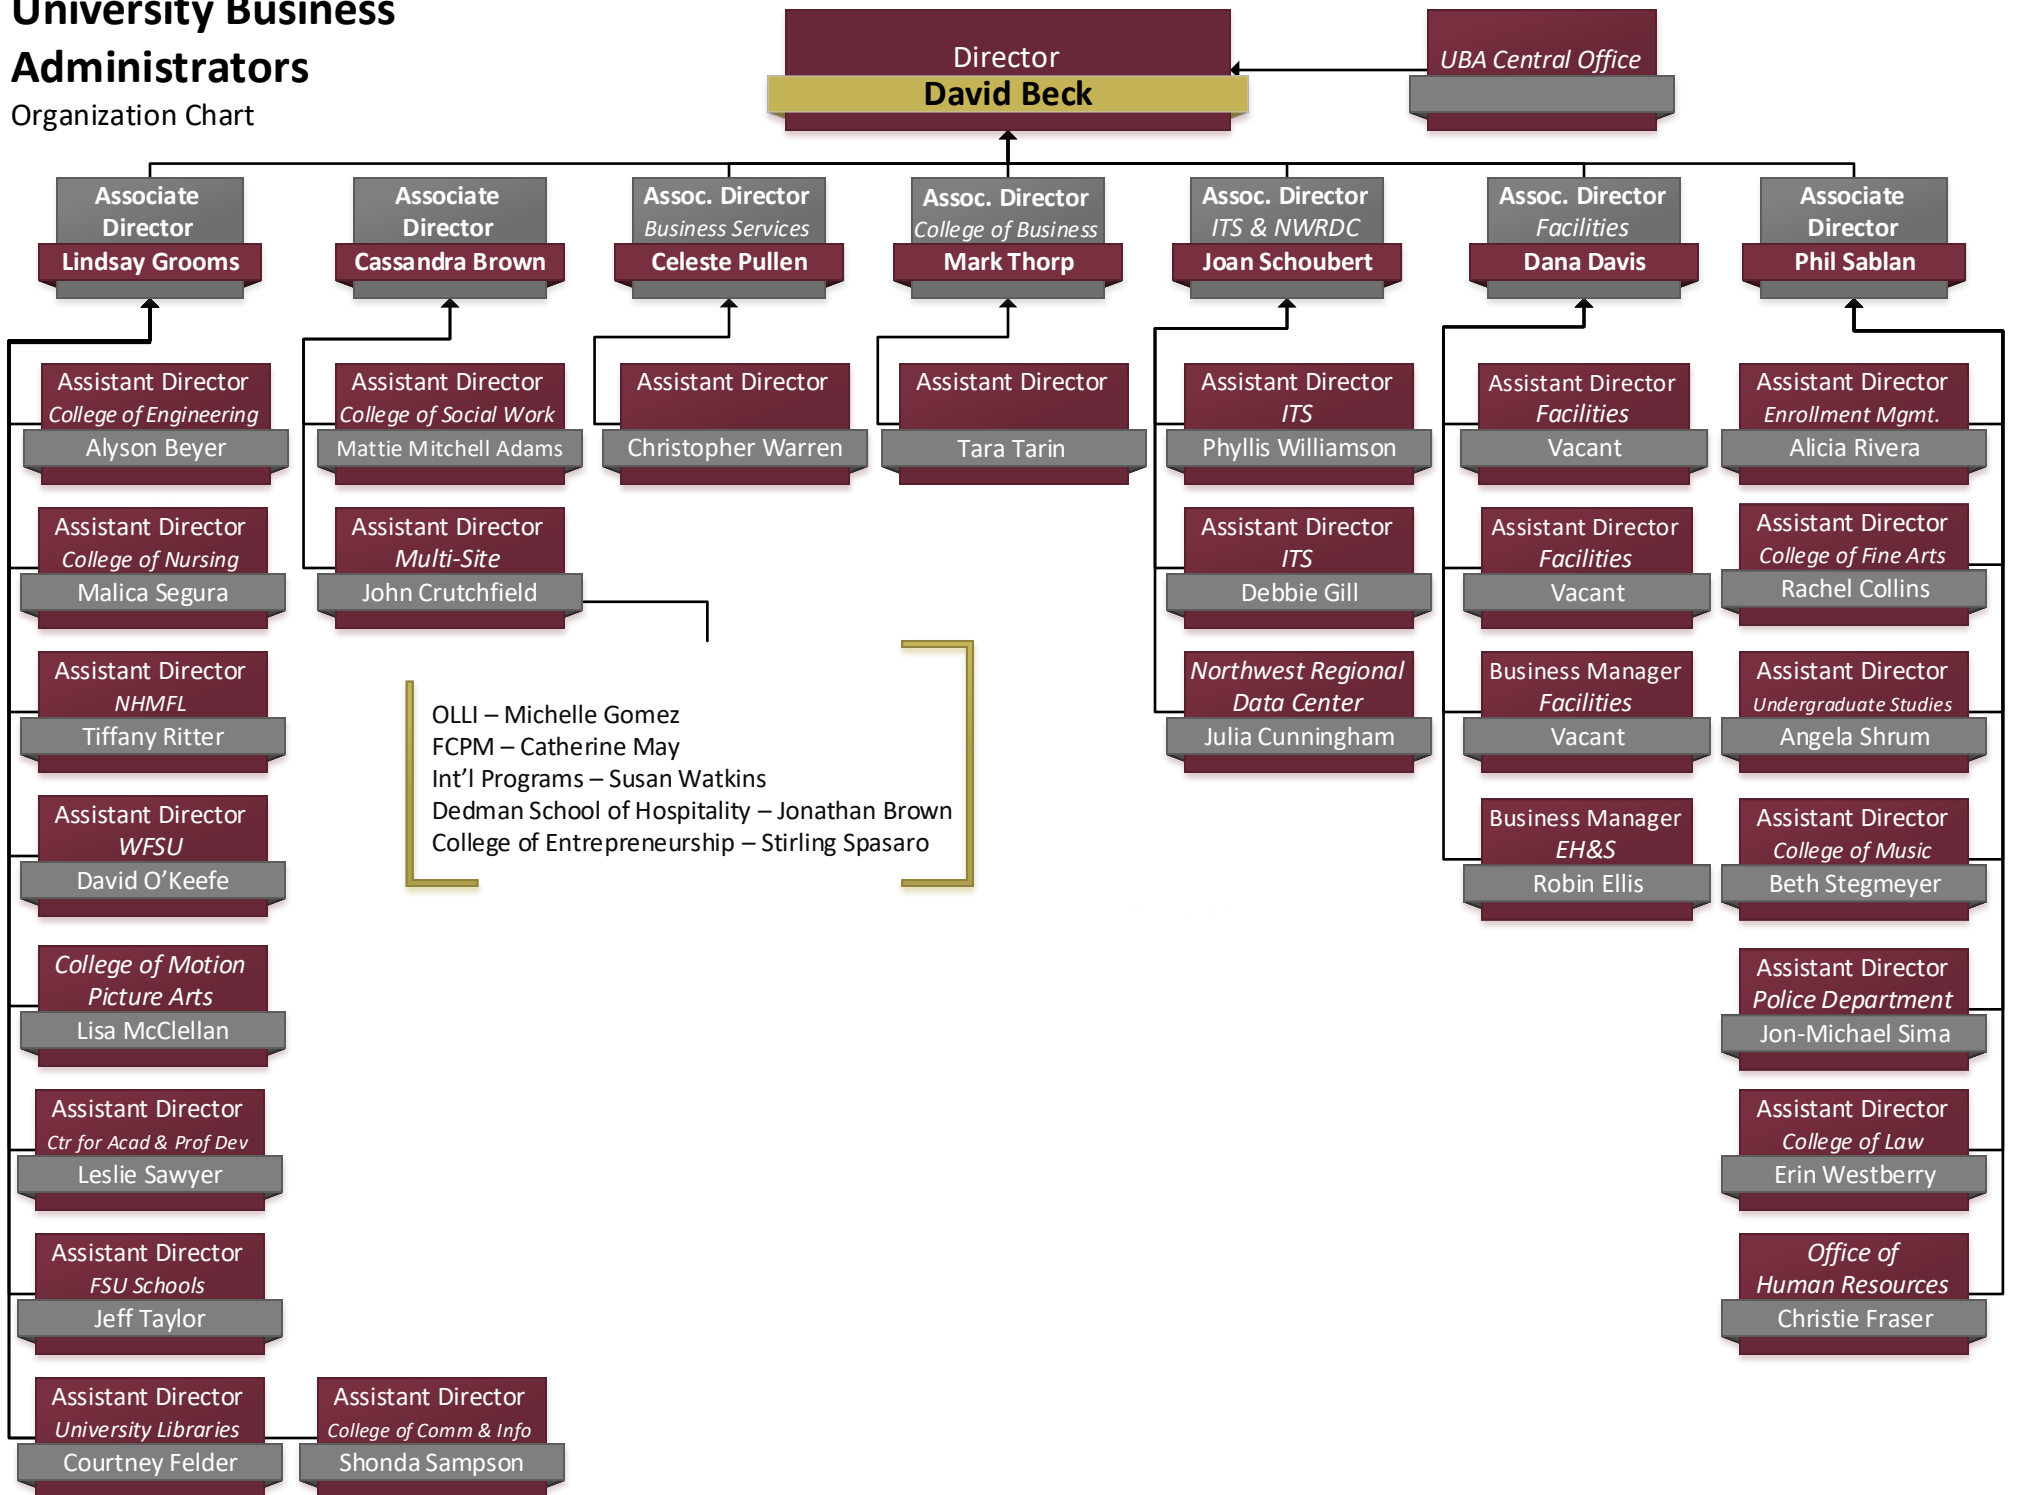 University Business
Administrators
Organization Chart
Director
David Beck
UBA Central Office
Associate
Director
Lindsay Grooms
Associate
Director
Cassandra Brown
Assoc. Director
Business Services
Celeste Pullen
Assoc. Director
College of Business
Mark Thorp
Assoc. Director
ITS & NWRDC
Joan Schoubert
Assoc. Director
Facilities
Dana Davis
Associate
Director
Phil Sablan
Assistant Director
College of Engineering
Alyson Beyer
Assistant Director
College of Nursing
Malica Segura
Assistant Director
NHMFL
Tiffany Ritter
Assistant Director
WFSU
David O’Keefe
College of Motion
Picture Arts
Lisa McClellan
Assistant Director
Ctr for Acad & Prof Dev
Leslie Sawyer
Assistant Director
FSU Schools
Jeff Taylor
Assistant Director
University Libraries
Courtney Felder
Assistant Director
College of Comm & Info
Shonda Sampson
Assistant Director
College of Social Work
Mattie Mitchell Adams
Assistant Director
Multi-Site
John Crutchfield
OLLI – Michelle Gomez
FCPM – Catherine May
Int’l Programs – Susan Watkins
Dedman School of Hospitality – Jonathan Brown
College of Entrepreneurship – Stirling Spasaro
Assistant Director
Christopher Warren
Assistant Director
Tara Tarin
Assistant Director
ITS
Phyllis Williamson
Assistant Director
ITS
Debbie Gill
Northwest Regional
Data Center
Julia Cunningham
Assistant Director
Facilities
Vacant
Assistant Director
Facilities
Vacant
Business Manager
Facilities
Vacant
Business Manager
EH&S
Robin Ellis
Assistant Director
Enrollment Mgmt.
Alicia Rivera
Assistant Director
College of Fine Arts
Rachel Collins
Assistant Director
Undergraduate Studies
Angela Shrum
Assistant Director
College of Music
Beth Stegmeyer
Assistant Director
Police Department
Jon-Michael Sima
Assistant Director
College of Law
Erin Westberry
Office of
Human Resources
Christie Fraser